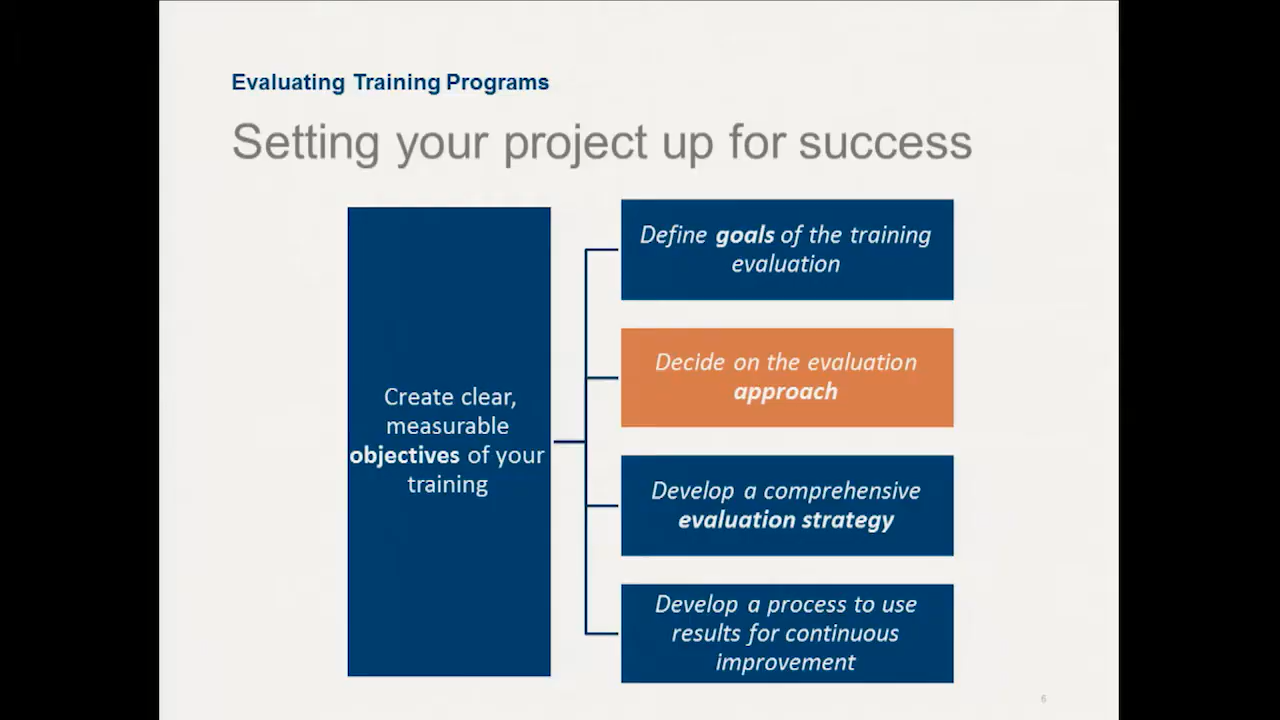 Evaluating Training Programs
Setting your project up for success
Create clear,
measurable
objectives of your
training
Define goals of the training
evaluation
Decide on the evaluation
approach
Develop a comprehensive
evaluation strategy
Develop a process to use
results for continuous
improvement
6